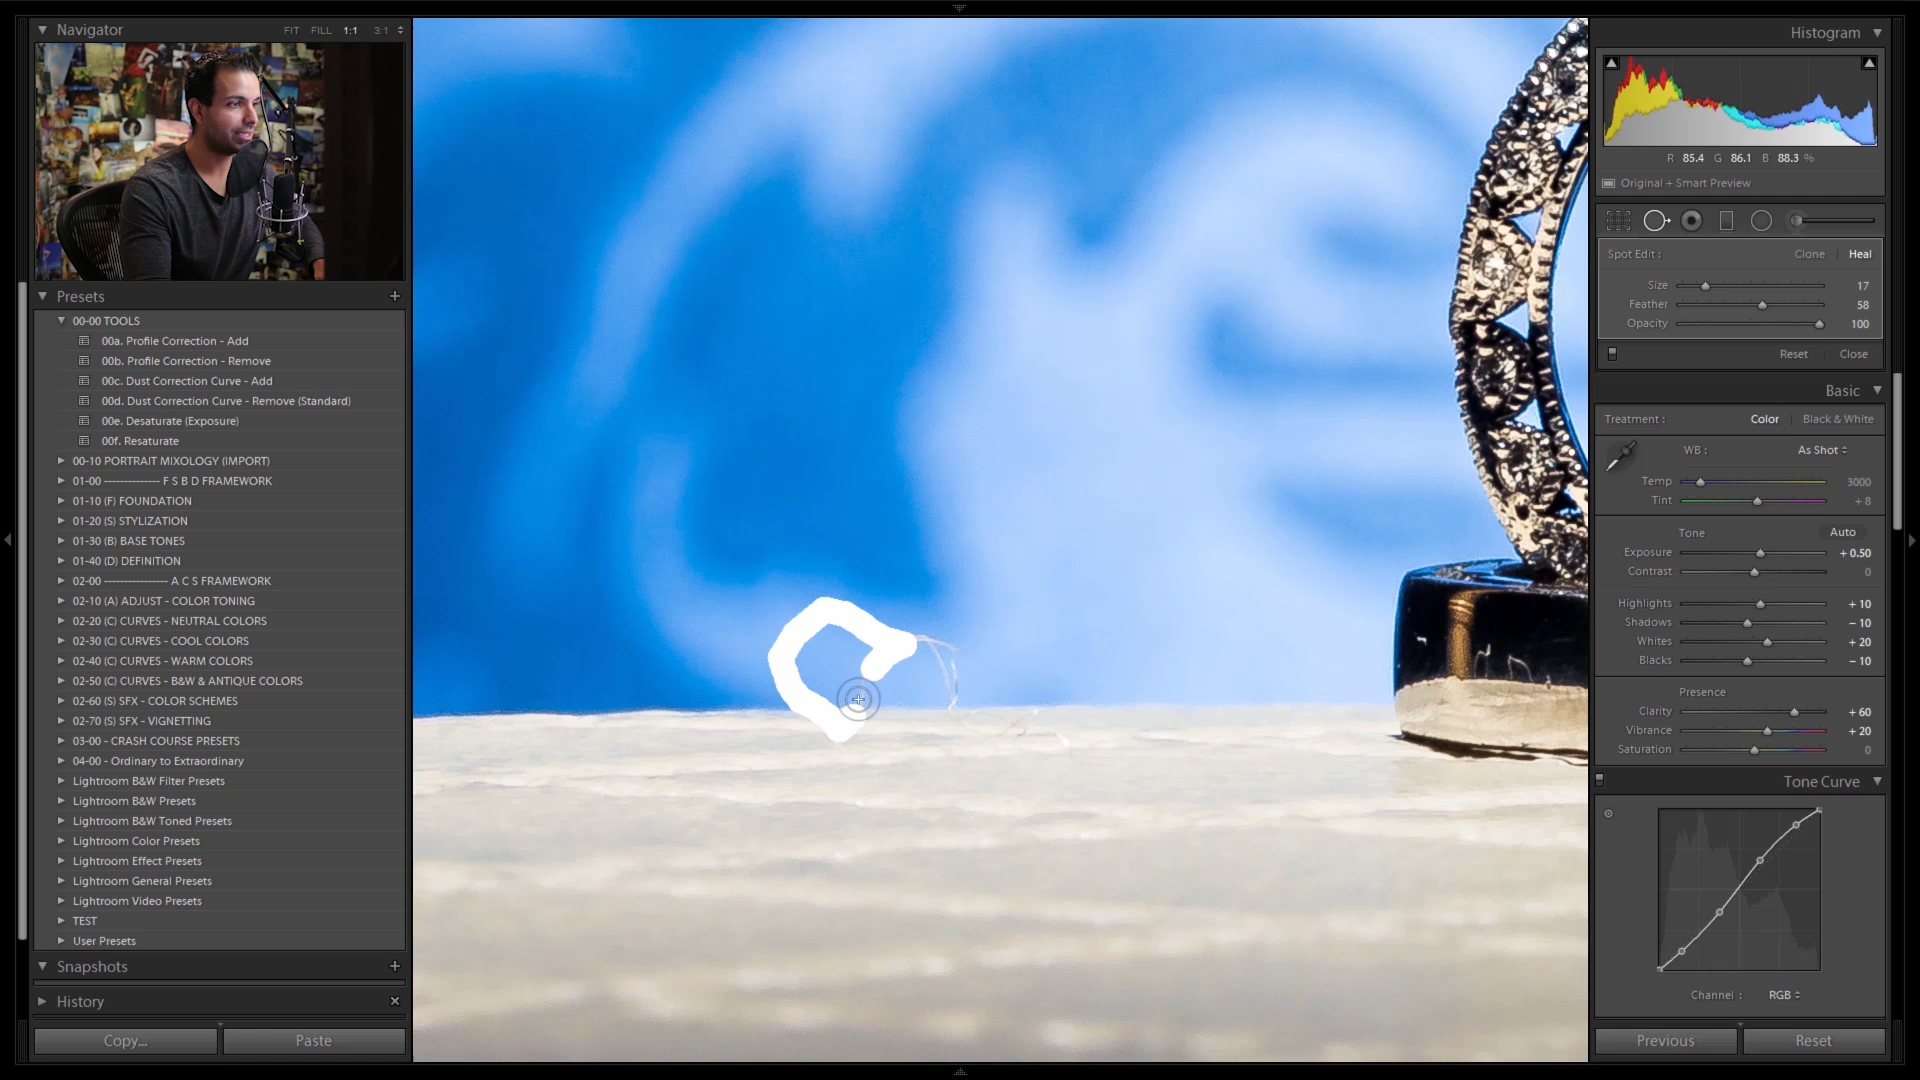 Navigator
FIT FILL 1:1 3:1
Presets +
00-00 TOOLS
00a. Profile Correction - Add
00b. Profile Correction - Remove
00c. Dust Correction Curve - Add
00d. Dust Correction Curve - Remove (Standard)
00e. Desaturate (Exposure)
00f. Resaturate
00-10 PORTRAIT MIXOLOGY (IMPORT)
01-00 --------------- F S B D FRAMEWORK
01-10 (F) FOUNDATION
01-20 (S) STYLIZATION
01-30 (B) BASE TONES
01-40 (D) DEFINITION
02-00 ----------------- A C S FRAMEWORK
02-10 (A) ADJUST - COLOR TONING
02-20 (C) CURVES - NEUTRAL COLORS
02-30 (C) CURVES - COOL COLORS
02-40 (C) CURVES - WARM COLORS
02-50 (C) CURVES - B&W & ANTIQUE COLORS
02-60 (S) SFX - COLOR SCHEMES
02-70 (S) SFX - VIGNETTING
03-00 - CRASH COURSE PRESETS
04-00 - Ordinary to Extraordinary
Lightroom B&W Filter Presets
Lightroom B&W Presets
Lightroom B&W Toned Presets
Lightroom Color Presets
Lightroom Effect Presets
Lightroom General Presets
Lightroom Video Presets
TEST
User Presets
Snapshots +
History ×
Copy... Paste
Histogram
R 85.4 G 86.1 B 88.3 %
Original + Smart Preview
Spot Edit : Clone Heal
Size 17
Feather 58
Opacity 100
Reset Close
Basic
Treatment : Color Black & White
WB : As Shot
Temp 3000
Tint + 8
Tone Auto
Exposure + 0.50
Contrast 0
Highlights + 10
Shadows − 10
Whites + 20
Blacks − 10
Presence
Clarity + 60
Vibrance + 20
Saturation 0
Tone Curve
Channel : RGB
Previous Reset